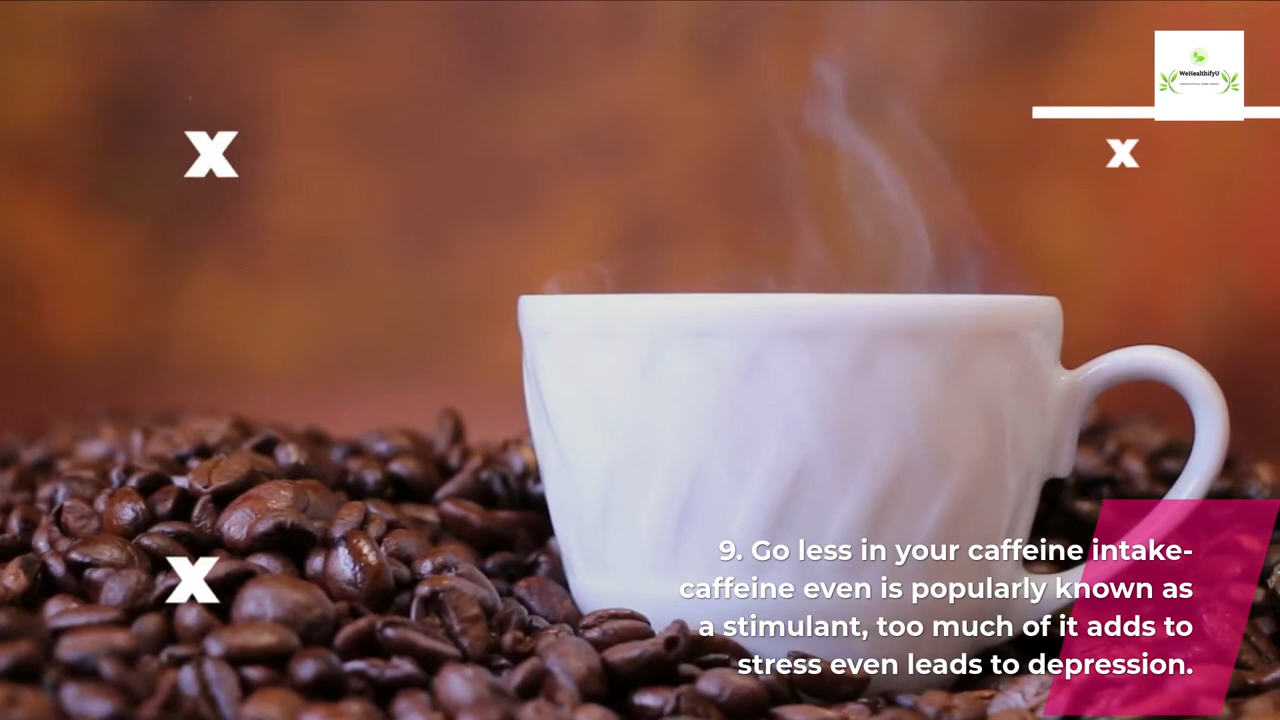 WeHealthifyU
x
x
x
9. Go less in your caffeine intake-
caffeine even is popularly known as
a stimulant, too much of it adds to
stress even leads to depression.